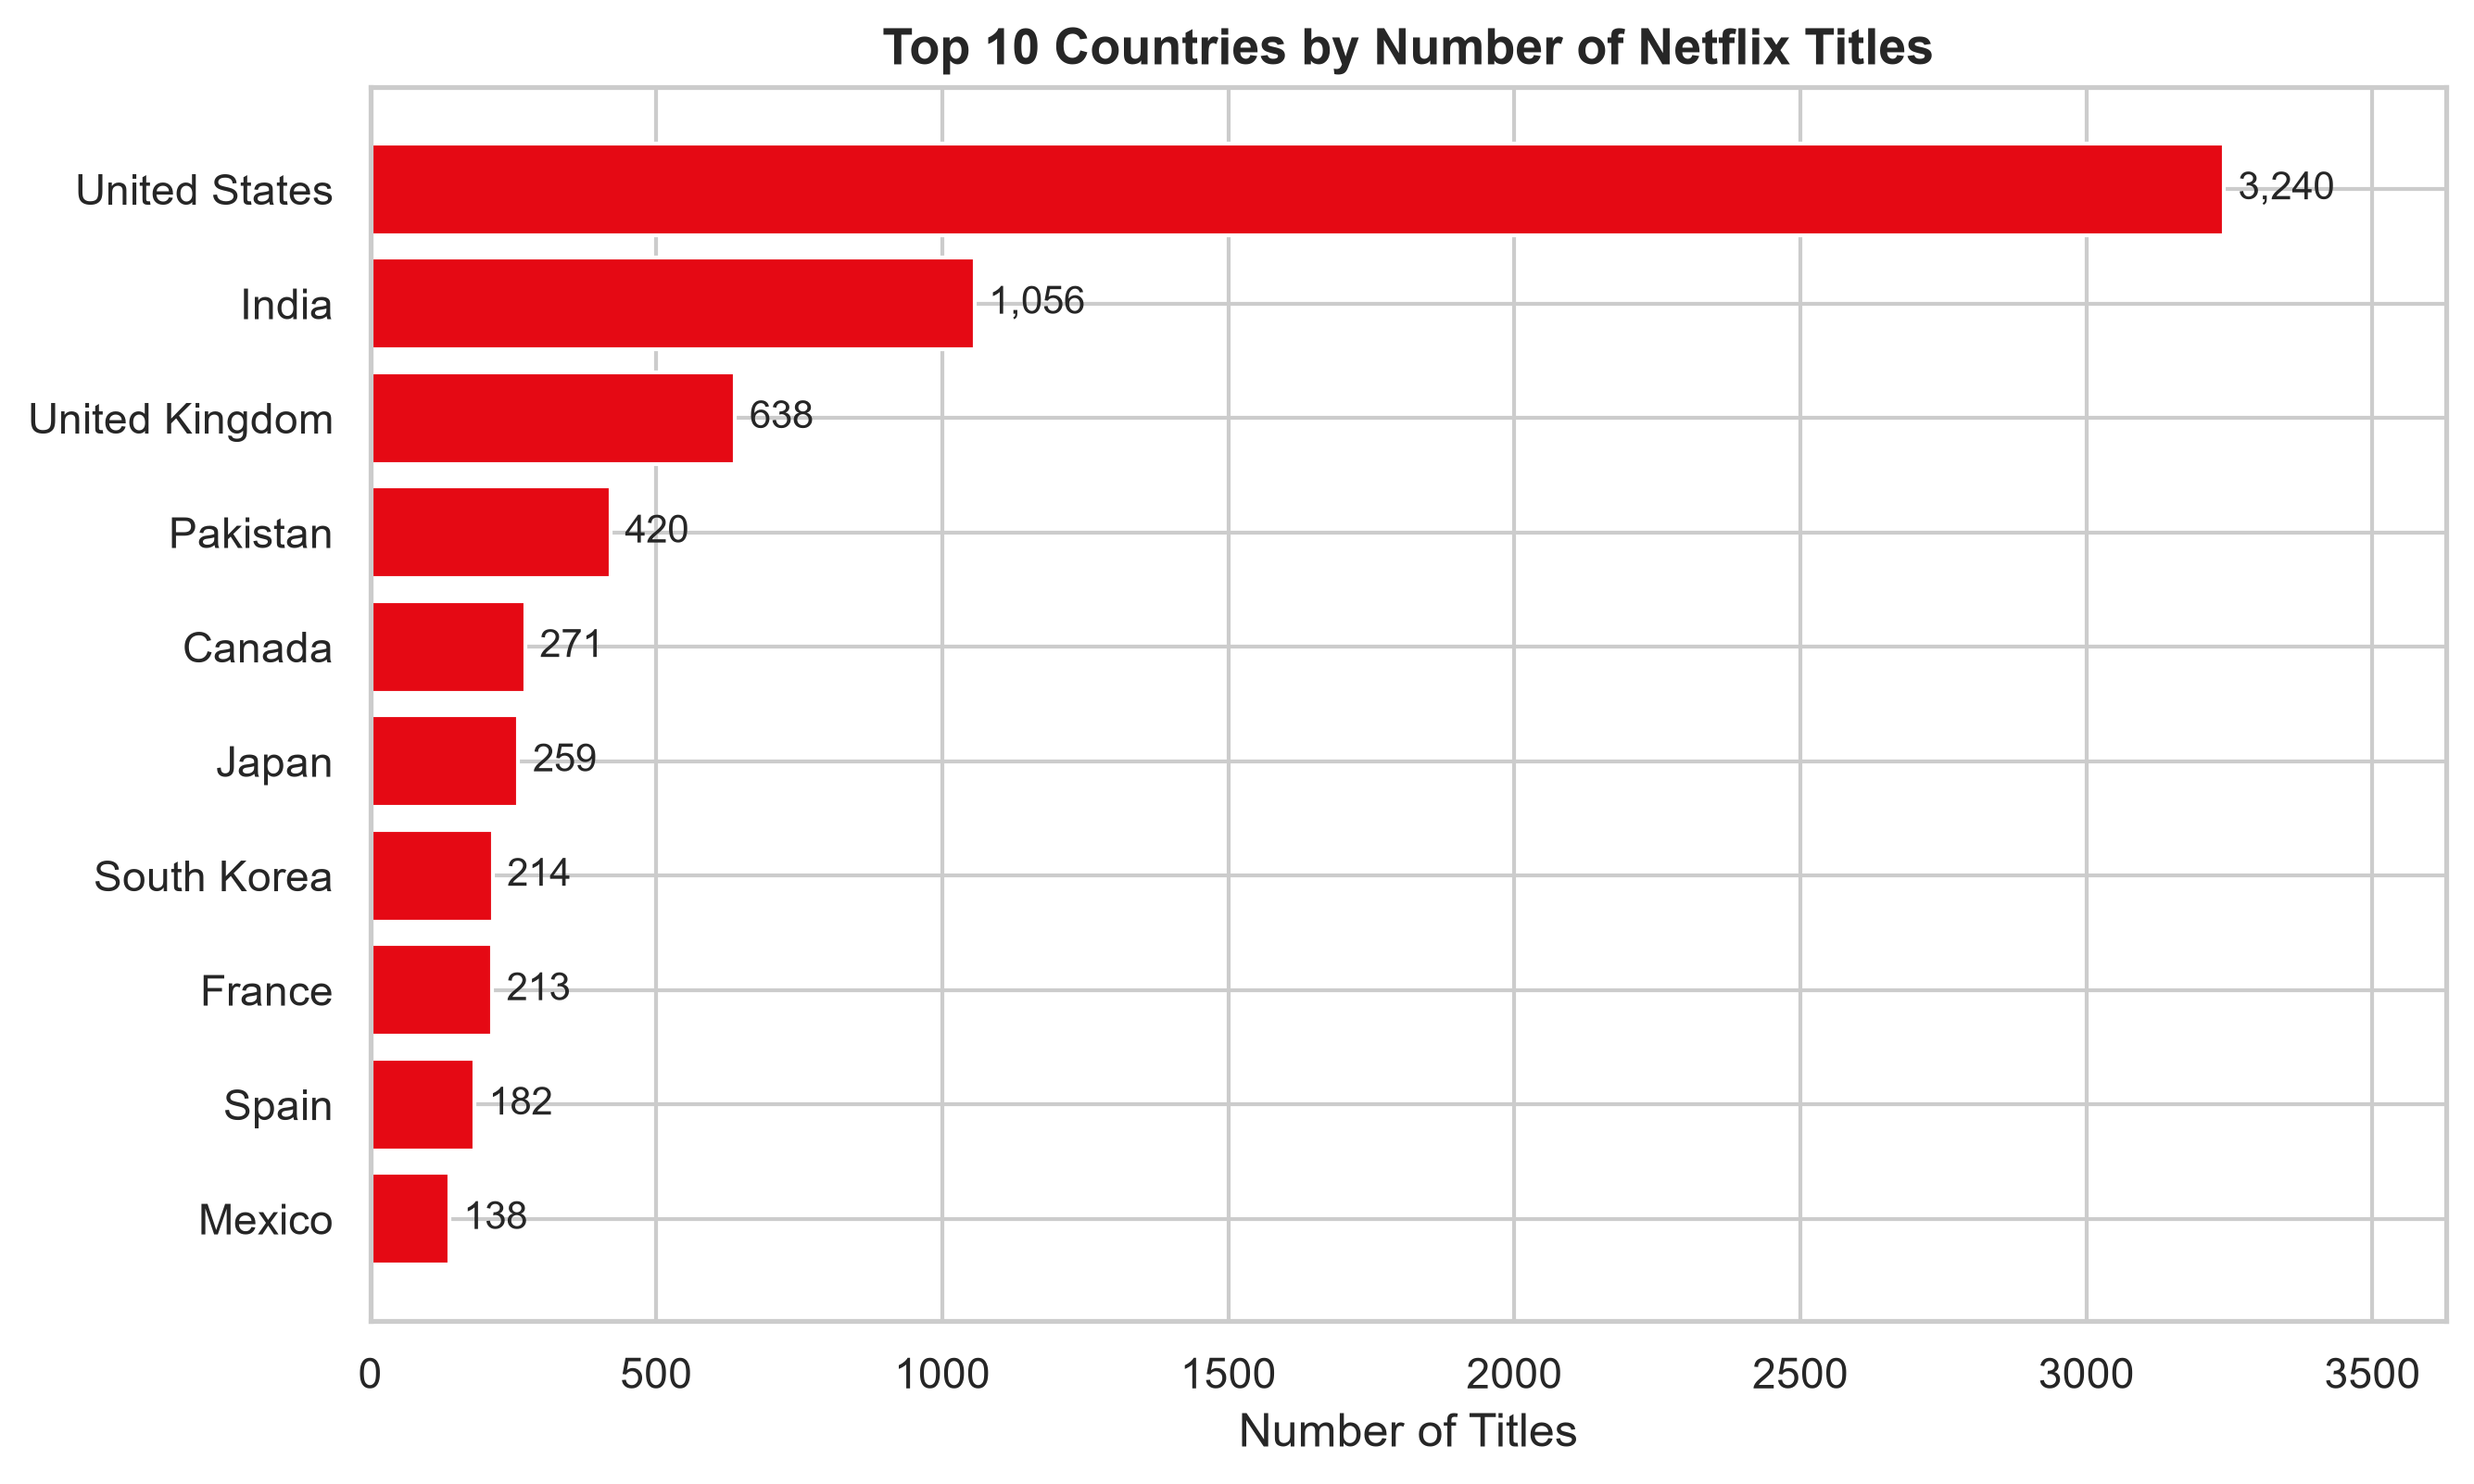 Top 10 Countries by Number of Netflix Titles
United States 3,240
India 1,056
United Kingdom 638
Pakistan 420
Canada 271
Japan 259
South Korea 214
France 213
Spain 182
Mexico 138
0 500 1000 1500 2000 2500 3000 3500
Number of Titles